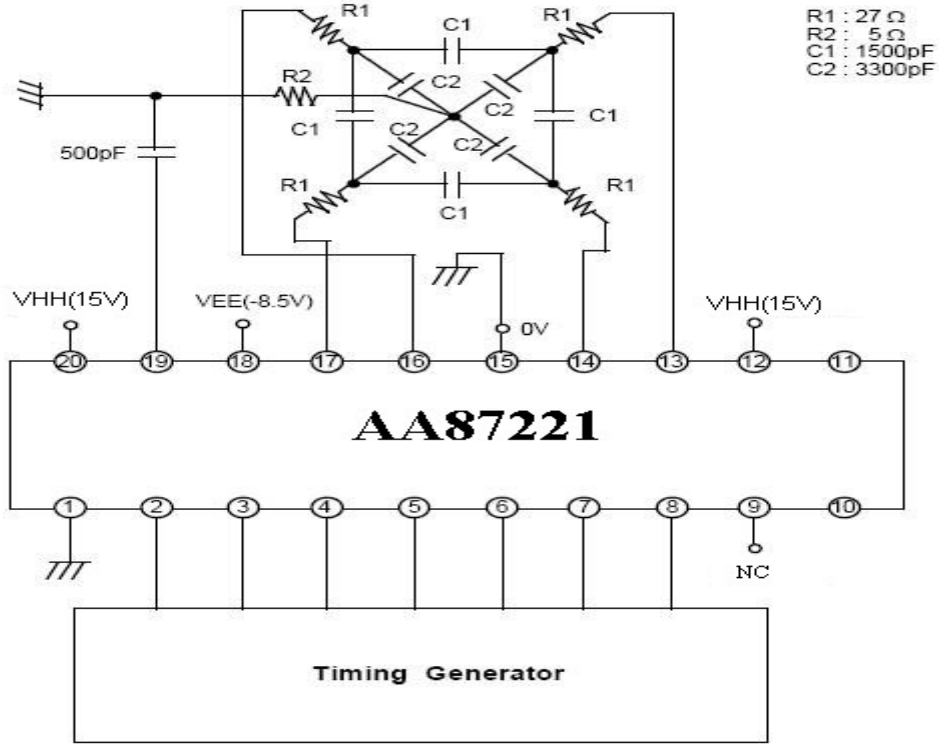 R1
R1
R1 : 27 Ω
R2 : 5 Ω
C1 : 1500pF
C2 : 3300pF
C1
R2
C2
C2
C1
C2
C2
C1
500pF
R1
R1
C1
VHH(15V)
VEE(-8.5V)
0V
VHH(15V)
20
19
18
17
16
15
14
13
12
11
AA87221
1
2
3
4
5
6
7
8
9
10
NC
Timing Generator